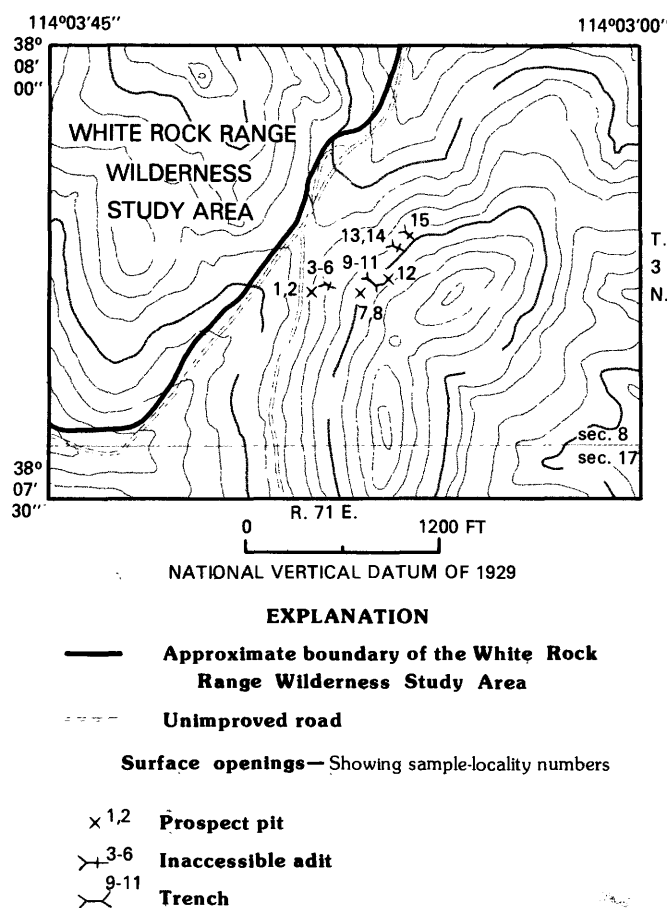 114°03'45" 114°03'00"
38°
08'
00"
WHITE ROCK RANGE
WILDERNESS
STUDY AREA
15
13,14
T.
3
N.
9-11
3-6
12
1,2
7,8
sec. 8
sec. 17
38°
07'
30"
R. 71 E.
0 1200 FT
NATIONAL VERTICAL DATUM OF 1929
EXPLANATION
Approximate boundary of the White Rock
Range Wilderness Study Area
Unimproved road
Surface openings—Showing sample-locality numbers
1,2 Prospect pit
3-6 Inaccessible adit
9-11 Trench